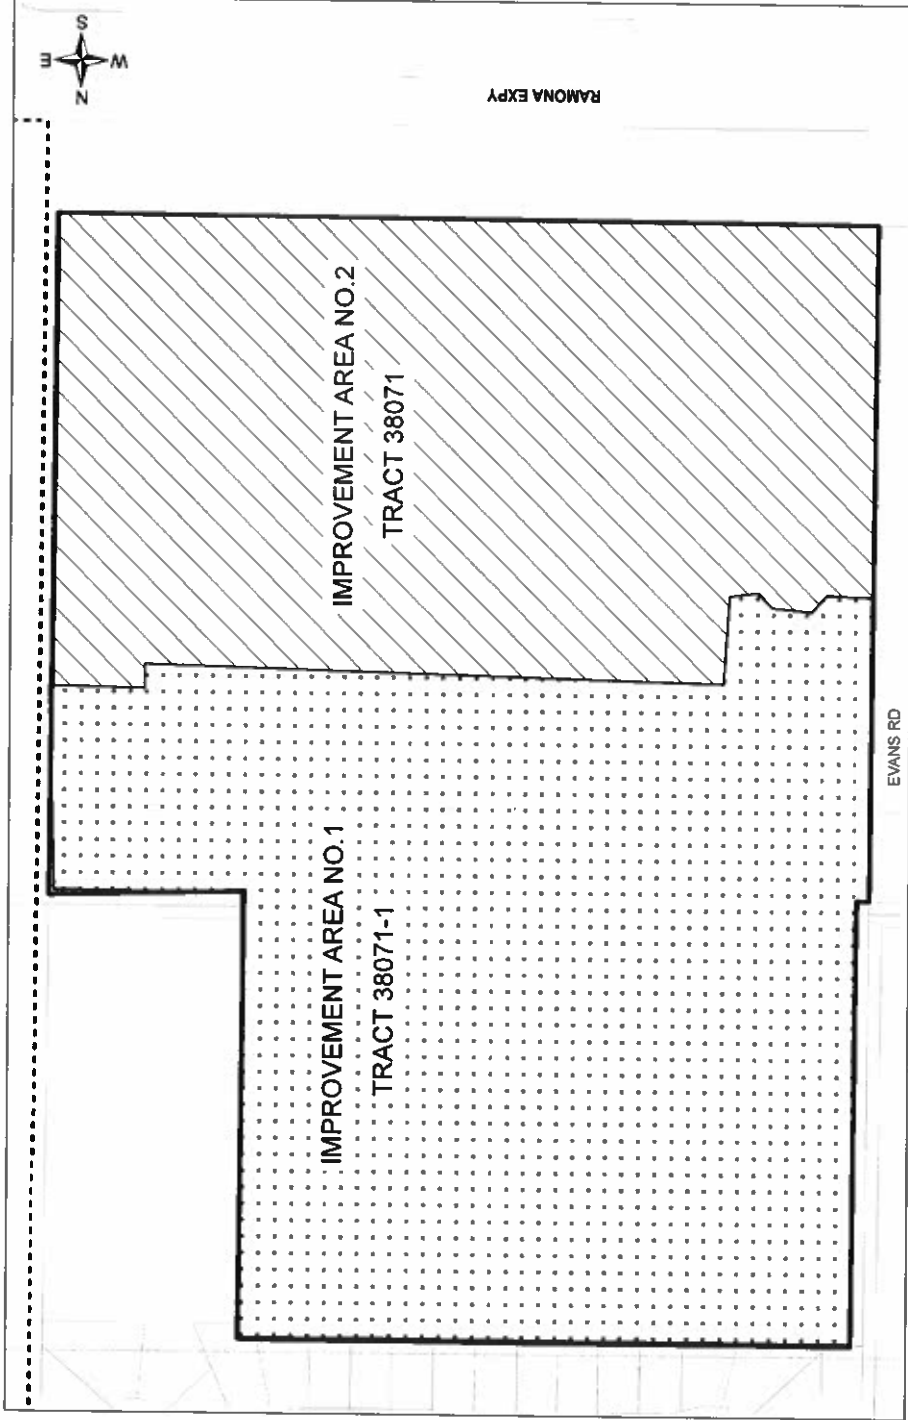 S
E
W
N
RAMONA EXPY
IMPROVEMENT AREA NO.2
TRACT 38071
IMPROVEMENT AREA NO.1
TRACT 38071-1
EVANS RD